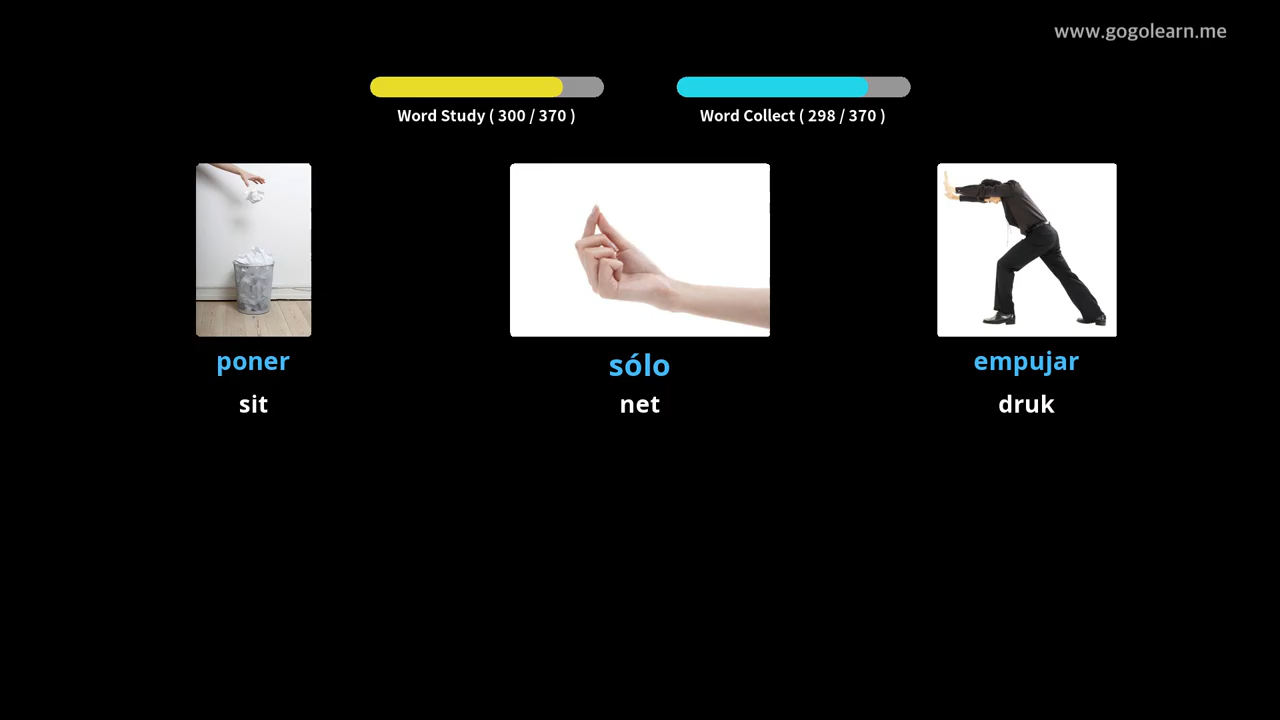 www.gogolearn.me
Word Study ( 300 / 370 )
Word Collect ( 298 / 370 )
poner
sólo
empujar
sit
net
druk